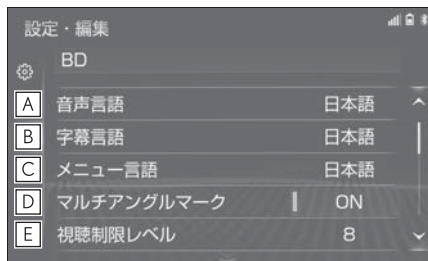 設定・編集
BD
A 音声言語 日本語
B 字幕言語 日本語
C メニュー言語 日本語
D マルチアングルマーク ON
E 視聴制限レベル 8